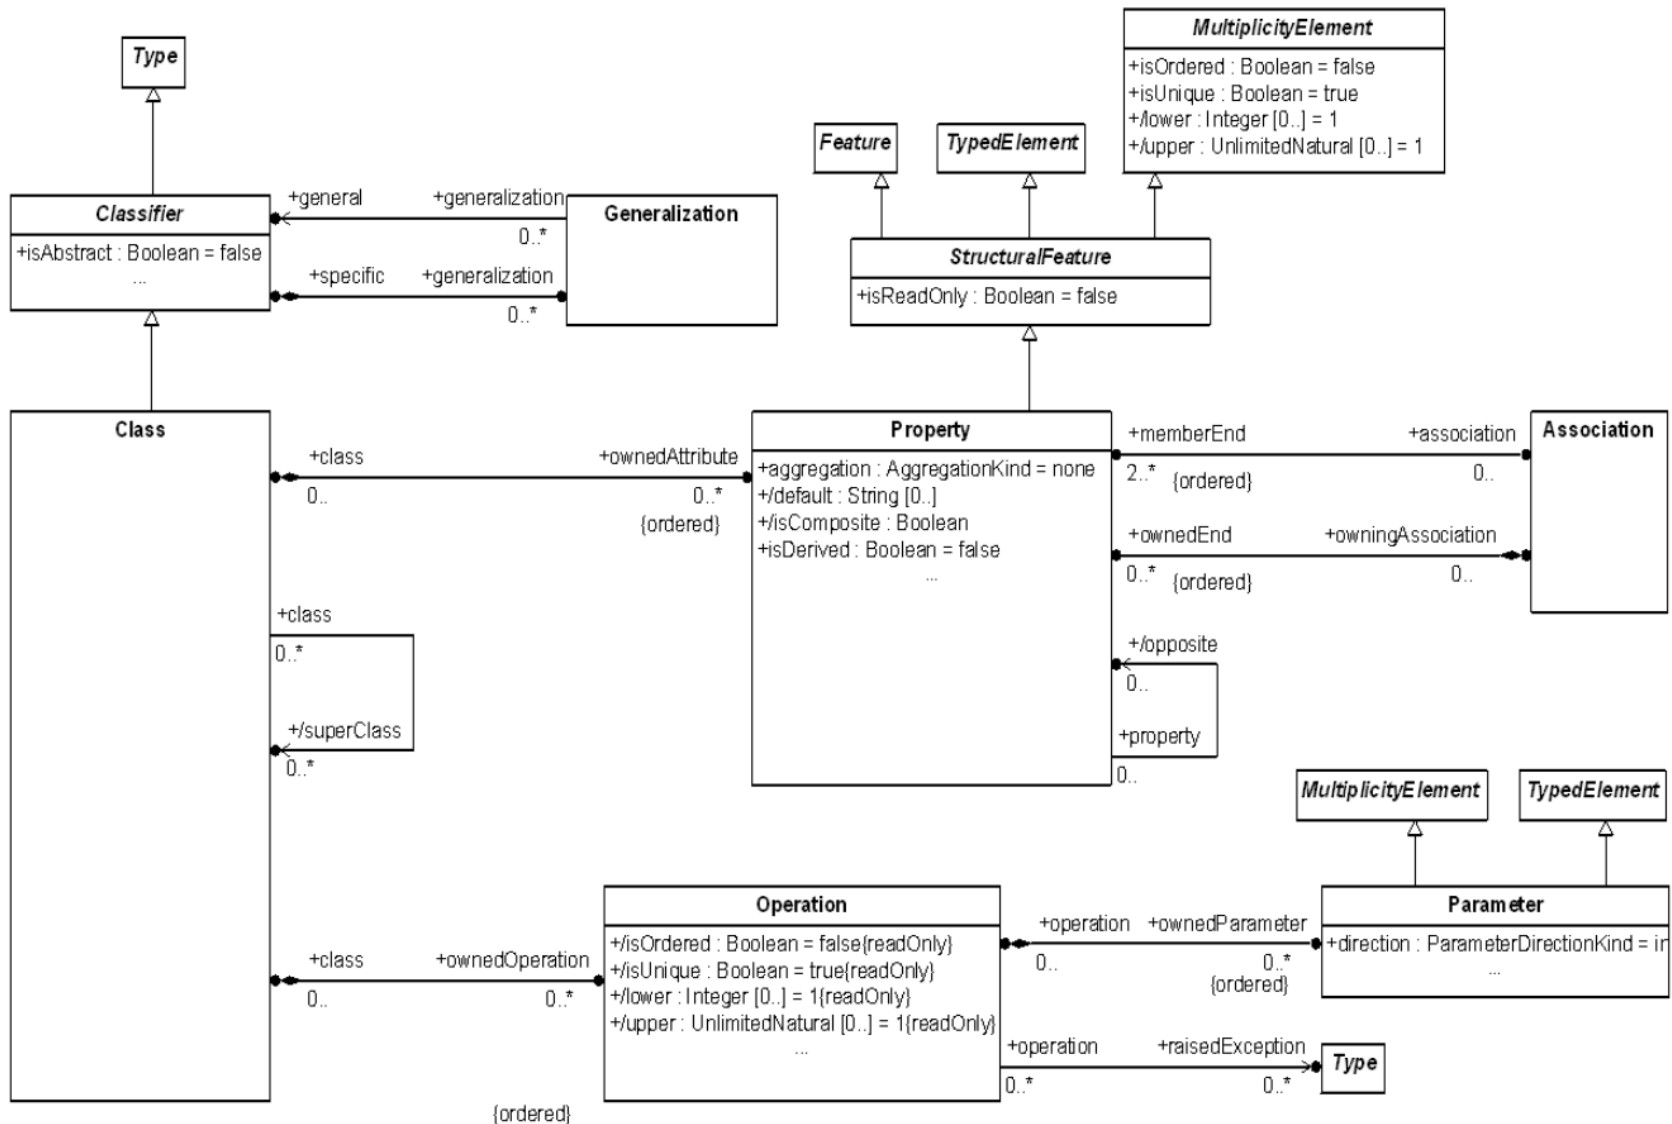 MultiplicityElement
+isOrdered : Boolean = false
+isUnique : Boolean = true
+/lower : Integer [0..] = 1
+/upper : UnlimitedNatural [0..] = 1
Type
Feature
TypedElement
Classifier
+isAbstract : Boolean = false
...
+general
+generalization
0..*
+specific
+generalization
0..*
Generalization
StructuralFeature
+isReadOnly : Boolean = false
Class
+class
0..
+ownedAttribute
0..*
{ordered}
Property
+aggregation : AggregationKind = none
+/default : String [0..]
+/isComposite : Boolean
+isDerived : Boolean = false
...
+memberEnd
2..*
{ordered}
+association
0..
Association
+ownedEnd
0..*
{ordered}
+owningAssociation
0..
+class
0..*
+/superClass
0..*
+/opposite
0..
+property
0..
MultiplicityElement
TypedElement
+class
0..
+ownedOperation
0..*
{ordered}
Operation
+/isOrdered : Boolean = false{readOnly}
+/isUnique : Boolean = true{readOnly}
+/lower : Integer [0..] = 1{readOnly}
+/upper : UnlimitedNatural [0..] = 1{readOnly}
...
+operation
0..
+ownedParameter
0..*
{ordered}
Parameter
+direction : ParameterDirectionKind = in
...
+operation
0..*
+raisedException
0..*
Type